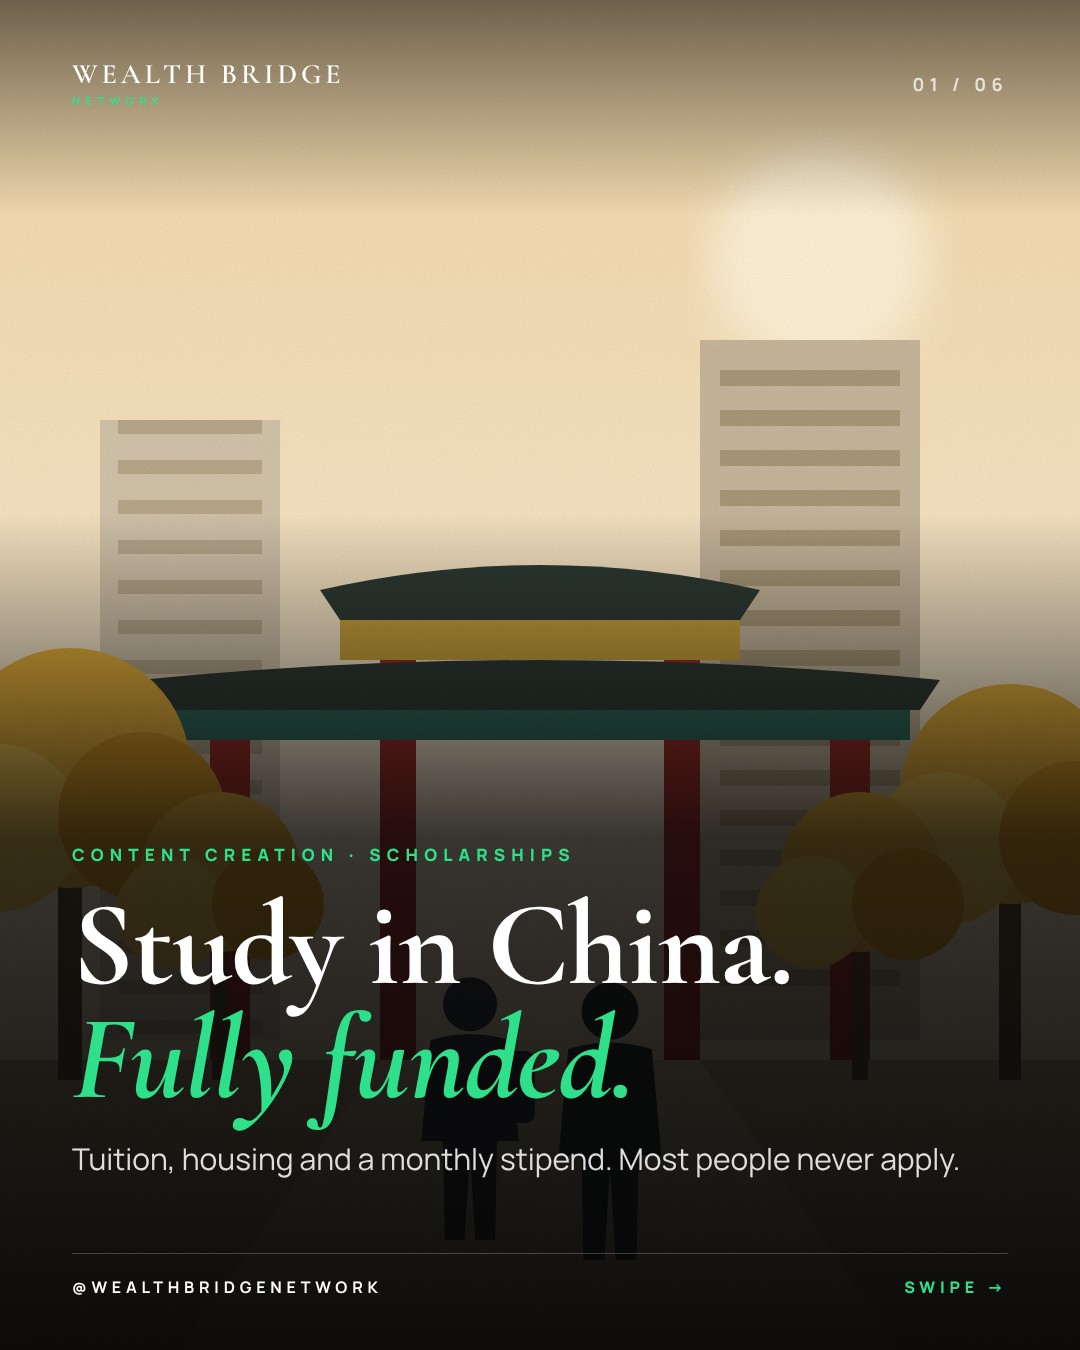 WEALTH BRIDGE
NETWORK
01 / 06
CONTENT CREATION · SCHOLARSHIPS
Study in China.
Fully funded.
Tuition, housing and a monthly stipend. Most people never apply.
@WEALTHBRIDGENETWORK
SWIPE →